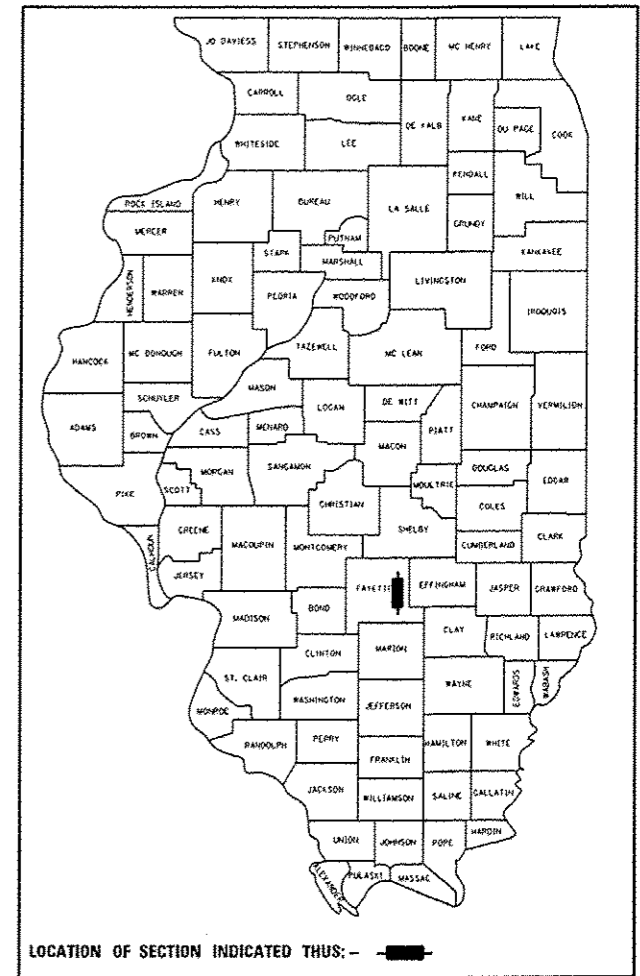 JO DAVIESS STEPHENSON WINNEBAGO BOONE MC HENRY LAKE
CARROLL OGLE DE KALB KANE DU PAGE COOK
WHITESIDE LEE
KENDALL WILL
ROCK ISLAND HENRY BUREAU LA SALLE GRUNDY
MERCER PUTNAM
STARK MARSHALL KANKAKEE
HENDERSON WARREN KNOX PEORIA WOODFORD LIVINGSTON
IROQUOIS
HANCOCK MC DONOUGH FULTON TAZEWELL MC LEAN FORD
MASON
SCHUYLER LOGAN DE WITT CHAMPAIGN VERMILION
ADAMS BROWN CASS MENARD MACON PIATT
MORGAN SANGAMON DOUGLAS
PIKE SCOTT CHRISTIAN MOULTRIE EDGAR
COLES
GREENE MACOUPIN MONTGOMERY SHELBY CUMBERLAND CLARK
CALHOUN JERSEY
FAYETTE EFFINGHAM JASPER CRAWFORD
MADISON BOND
CLAY RICHLAND LAWRENCE
CLINTON MARION
ST. CLAIR WAYNE EDWARDS WABASH
WASHINGTON JEFFERSON
MONROE
RANDOLPH PERRY HAMILTON WHITE
FRANKLIN
JACKSON WILLIAMSON SALINE GALLATIN
HARDIN
UNION JOHNSON POPE
ALEXANDER PULASKI MASSAC
LOCATION OF SECTION INDICATED THUS: -